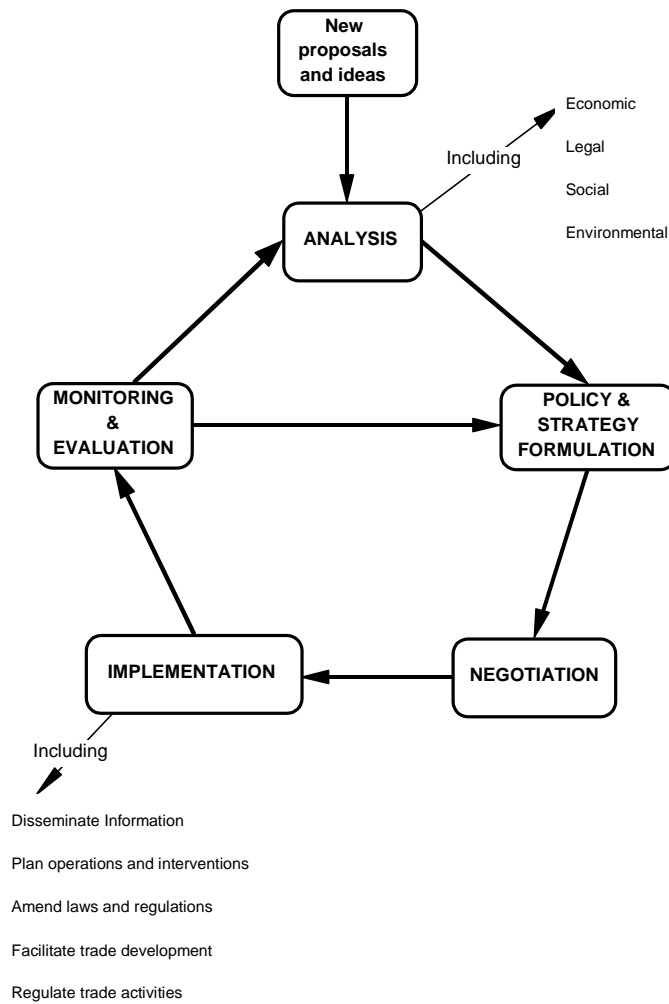 New
proposals
and ideas
Economic
Including
Legal
Social
Environmental
ANALYSIS
MONITORING
&
EVALUATION
POLICY &
STRATEGY
FORMULATION
IMPLEMENTATION
NEGOTIATION
Including
Disseminate Information
Plan operations and interventions
Amend laws and regulations
Facilitate trade development
Regulate trade activities